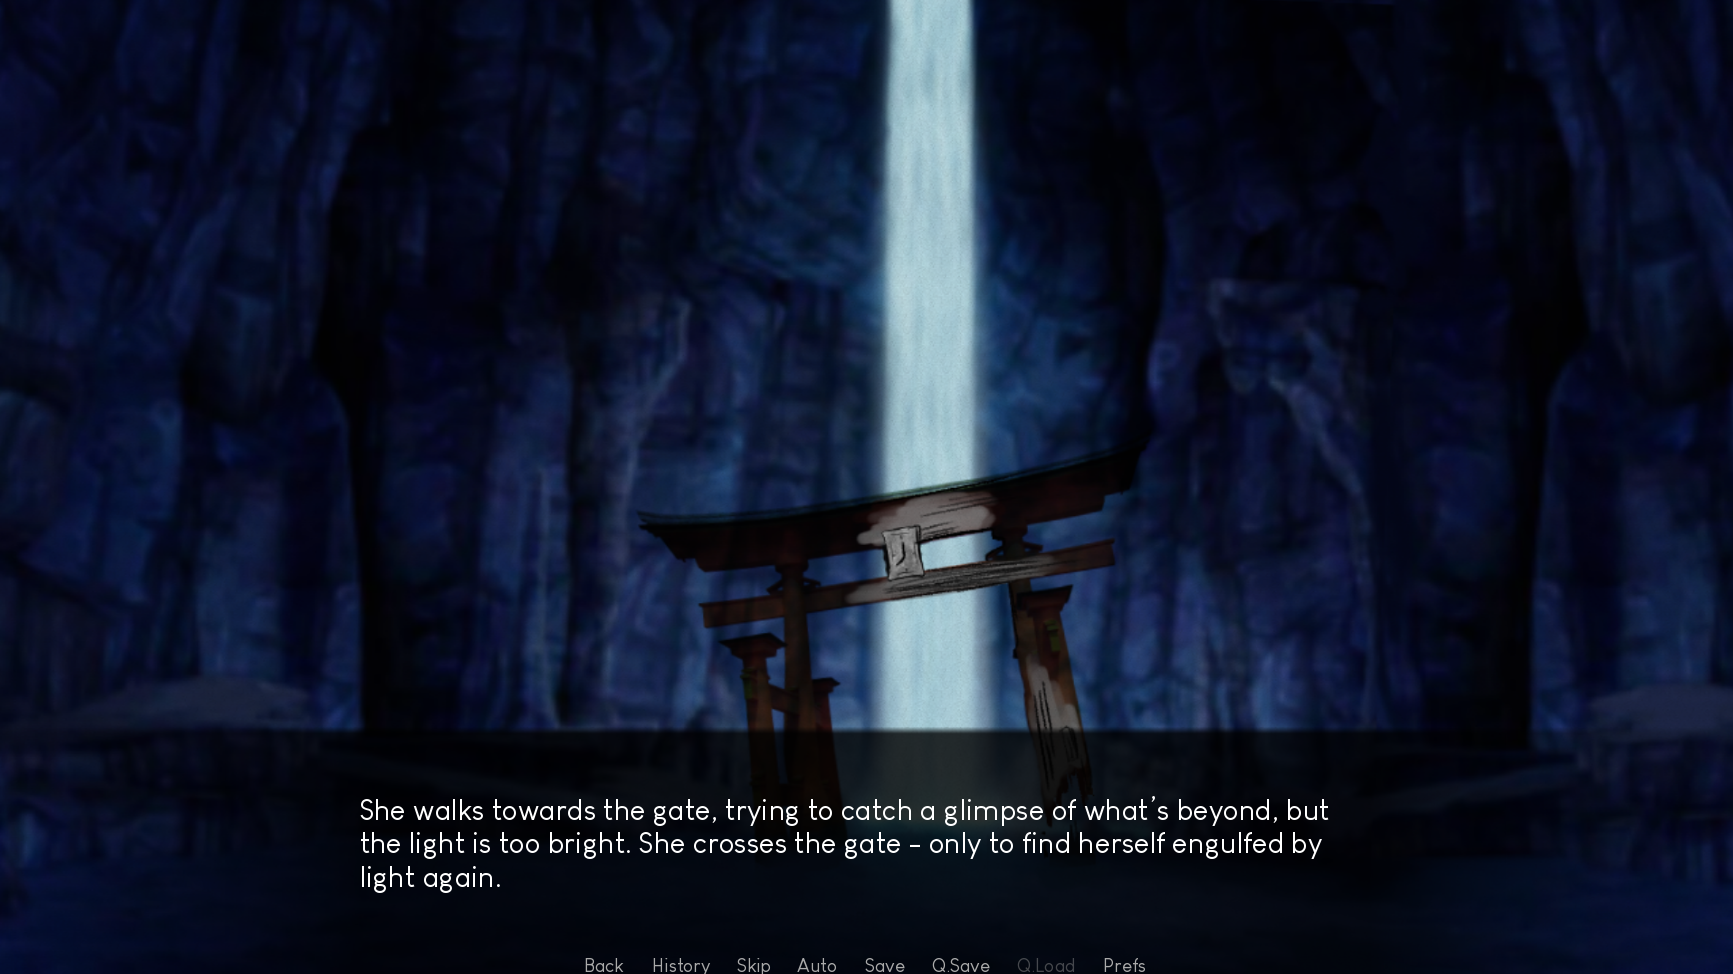 She walks towards the gate, trying to catch a glimpse of what’s beyond, but
the light is too bright. She crosses the gate - only to find herself engulfed by
light again.
Back History Skip Auto Save Q.Save Q.Load Prefs